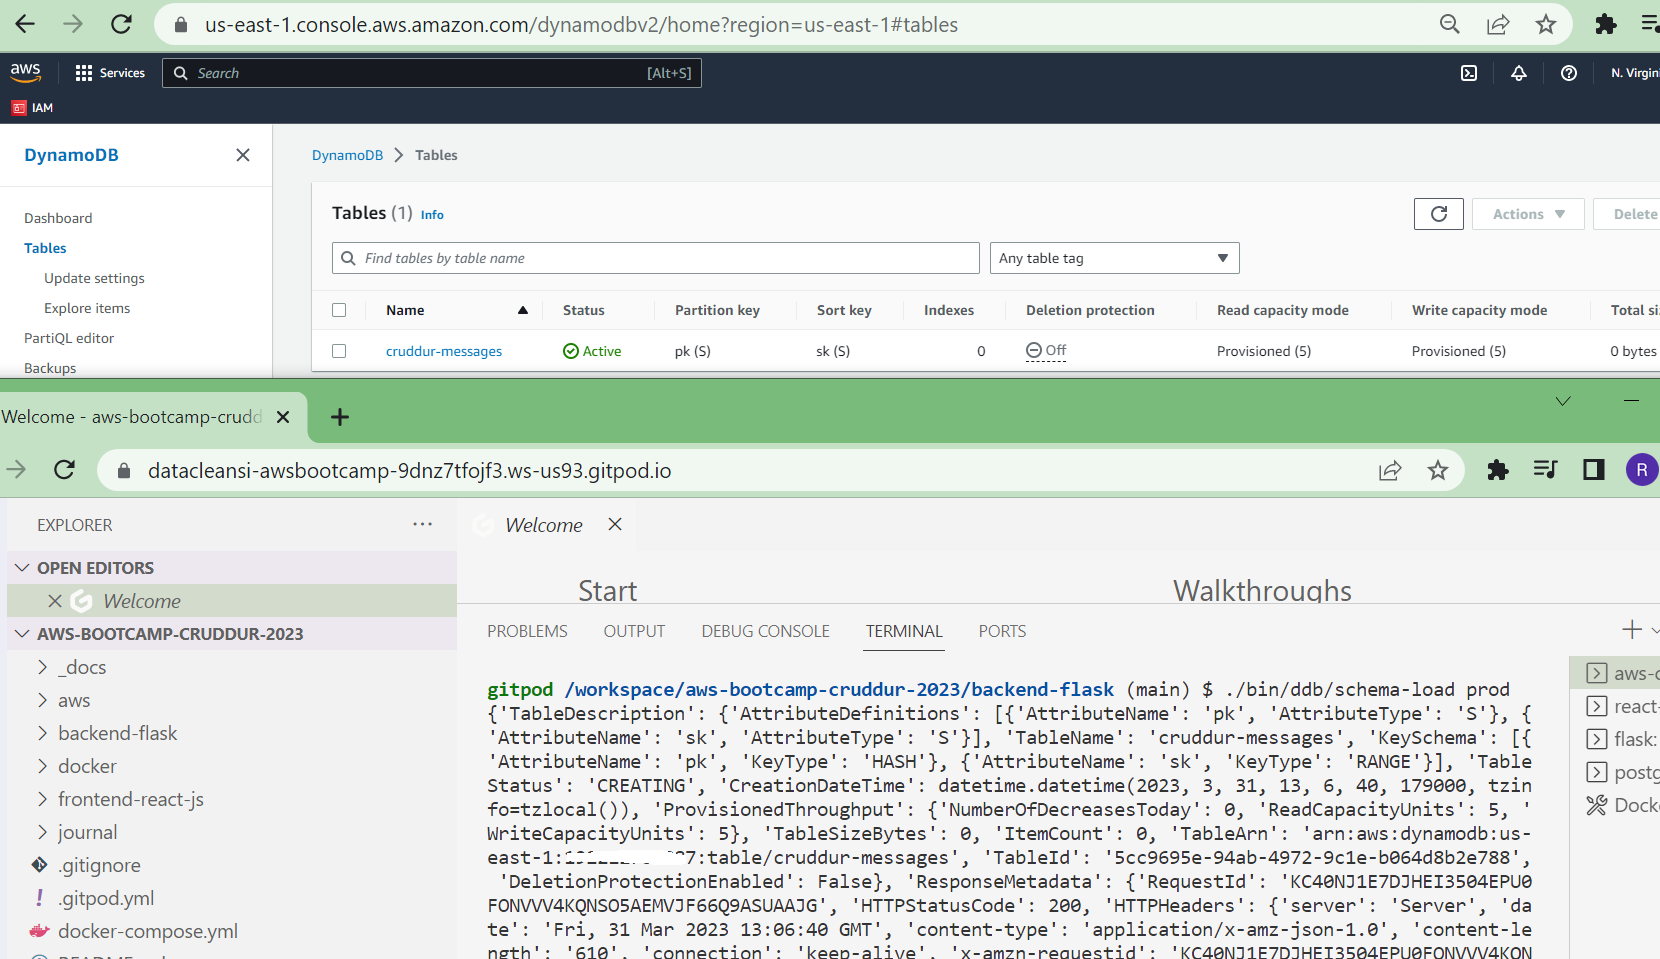 us-east-1.console.aws.amazon.com/dynamodbv2/home?region=us-east-1#tables
aws
Services
Search
[Alt+S]
N. Virgini
IAM
DynamoDB
DynamoDB
Tables
Dashboard
Tables
Update settings
Explore items
PartiQL editor
Backups
Tables (1) Info
Actions
Delete
Find tables by table name
Any table tag
Name Status Partition key Sort key Indexes Deletion protection Read capacity mode Write capacity mode Total si
cruddur-messages Active pk (S) sk (S) 0 Off Provisioned (5) Provisioned (5) 0 bytes
Welcome - aws-bootcamp-crudd
datacleansi-awsbootcamp-9dnz7tfojf3.ws-us93.gitpod.io
R
EXPLORER
OPEN EDITORS
Welcome
AWS-BOOTCAMP-CRUDDUR-2023
_docs
aws
backend-flask
docker
frontend-react-js
journal
.gitignore
.gitpod.yml
docker-compose.yml
Welcome
Start
Walkthroughs
PROBLEMS OUTPUT DEBUG CONSOLE TERMINAL PORTS
gitpod /workspace/aws-bootcamp-cruddur-2023/backend-flask (main) $ ./bin/ddb/schema-load prod
{'TableDescription': {'AttributeDefinitions': [{'AttributeName': 'pk', 'AttributeType': 'S'}, {
'AttributeName': 'sk', 'AttributeType': 'S'}], 'TableName': 'cruddur-messages', 'KeySchema': [{
'AttributeName': 'pk', 'KeyType': 'HASH'}, {'AttributeName': 'sk', 'KeyType': 'RANGE'}], 'Table
Status': 'CREATING', 'CreationDateTime': datetime.datetime(2023, 3, 31, 13, 6, 40, 179000, tzin
fo=tzlocal()), 'ProvisionedThroughput': {'NumberOfDecreasesToday': 0, 'ReadCapacityUnits': 5, '
WriteCapacityUnits': 5}, 'TableSizeBytes': 0, 'ItemCount': 0, 'TableArn': 'arn:aws:dynamodb:us-
east-1: 7:table/cruddur-messages', 'TableId': '5cc9695e-94ab-4972-9c1e-b064d8b2e788',
'DeletionProtectionEnabled': False}, 'ResponseMetadata': {'RequestId': 'KC40NJ1E7DJHEI3504EPU0
FONVVV4KQNSO5AEMVJF66Q9ASUAAJG', 'HTTPStatusCode': 200, 'HTTPHeaders': {'server': 'Server', 'da
te': 'Fri, 31 Mar 2023 13:06:40 GMT', 'content-type': 'application/x-amz-json-1.0', 'content-le
ngth': '610', 'connection': 'keep-alive', 'x-amzn-requestid': 'KC40NJ1E7DJHEI3504EPU0FONVVV4KQN
aws-c
react-
flask:
postg
Docke